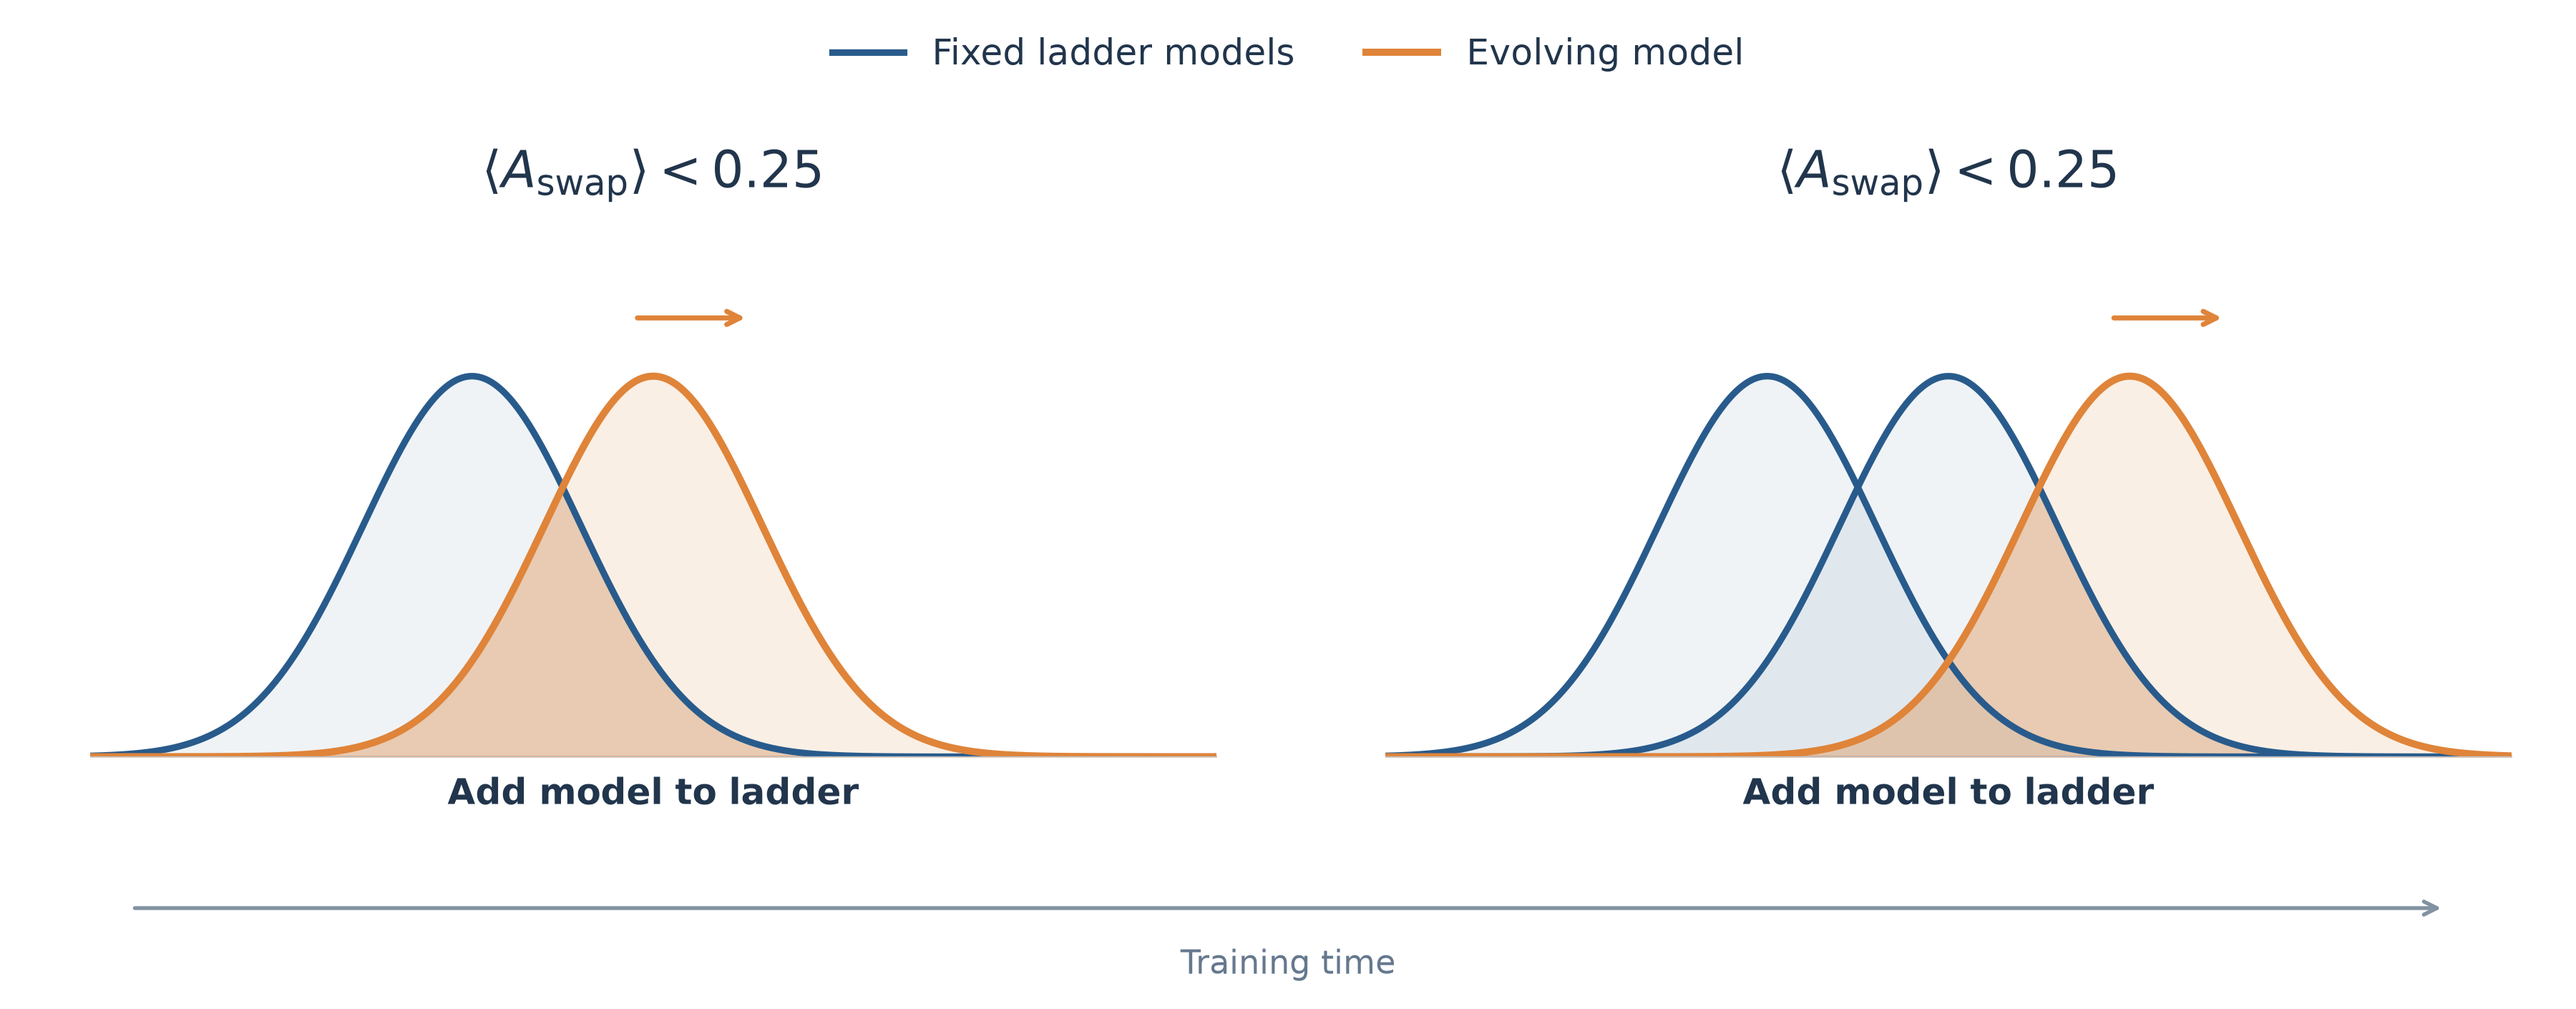 Fixed ladder models
Evolving model
⟨A_swap⟩ < 0.25
⟨A_swap⟩ < 0.25
Add model to ladder
Add model to ladder
Training time